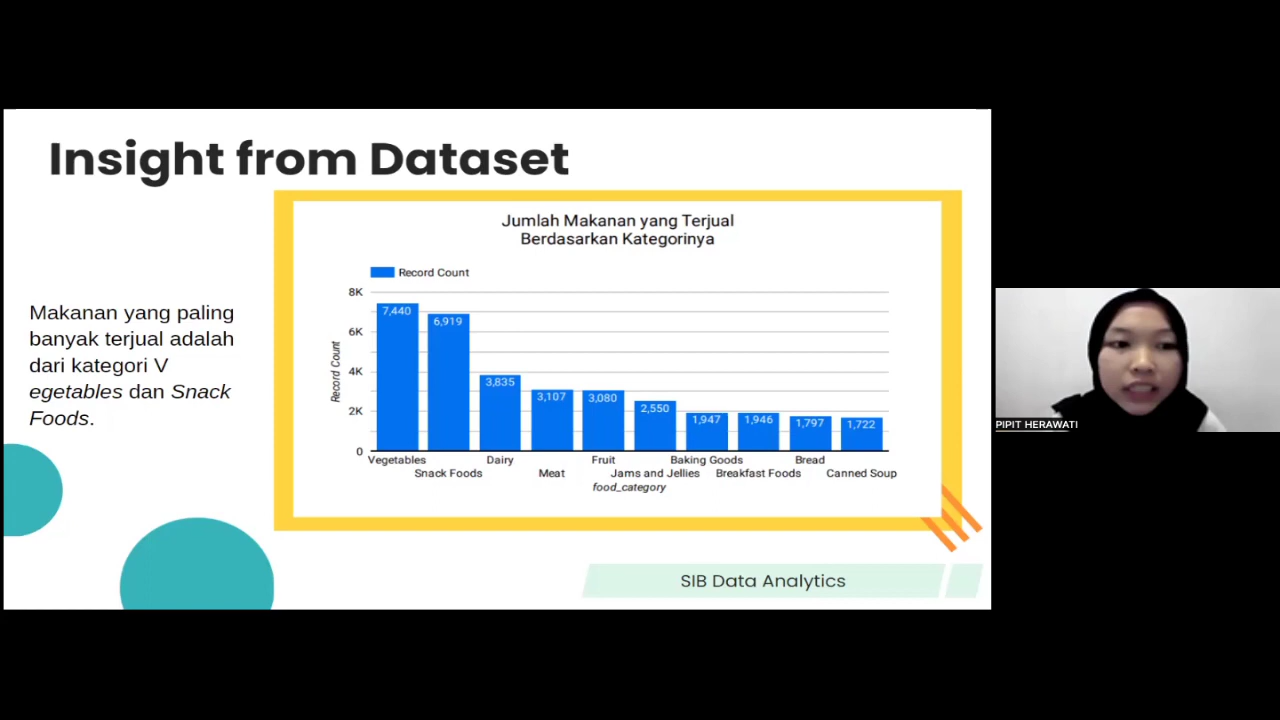 Insight from Dataset
Makanan yang paling
banyak terjual adalah
dari kategori V
egetables dan Snack
Foods.
Jumlah Makanan yang Terjual
Berdasarkan Kategorinya
Record Count
8K
6K
4K
2K
0
Record Count
7,440
6,919
3,835
3,107
3,080
2,550
1,947
1,946
1,797
1,722
Vegetables
Snack Foods
Dairy
Meat
Fruit
Jams and Jellies
Baking Goods
Breakfast Foods
Bread
Canned Soup
food_category
SIB Data Analytics
PIPIT HERAWATI